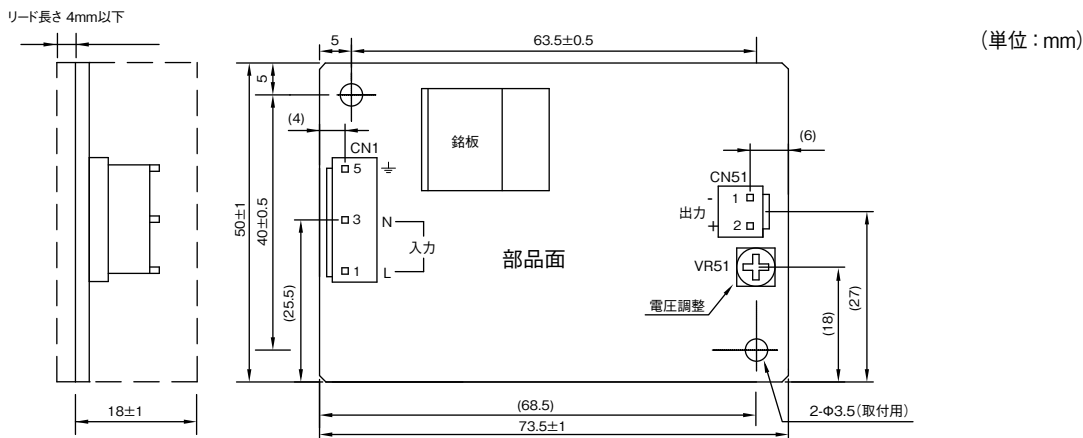 リード長さ 4mm以下
5
63.5±0.5
(単位：mm)
5
(4)
CN1
銘板
(6)
CN51
5
- 1
出力
+ 2
3 N
入力
1 L
部品面
VR51
電圧調整
50±1
40±0.5
(25.5)
(18)
(27)
18±1
(68.5)
2-Φ3.5(取付用)
73.5±1